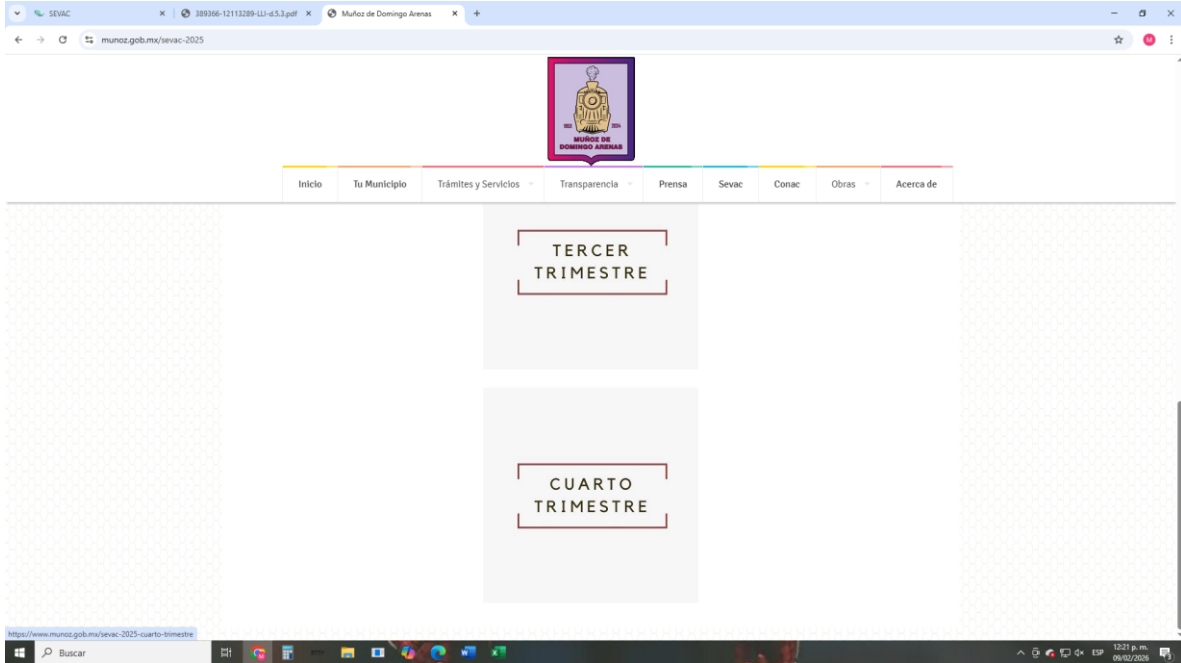 SEVAC
389366-12113289-LLI-d.5.3.pdf
Muñoz de Domingo Arenas
munoz.gob.mx/sevac-2025
M
MUÑOZ DE
DOMINGO ARENAS
Inicio
Tu Municipio
Trámites y Servicios
Transparencia
Prensa
Sevac
Conac
Obras
Acerca de
TERCER
TRIMESTRE
CUARTO
TRIMESTRE
https://www.munoz.gob.mx/sevac-2025-cuarto-trimestre
Buscar
ESP
12:21 p. m.
09/02/2026